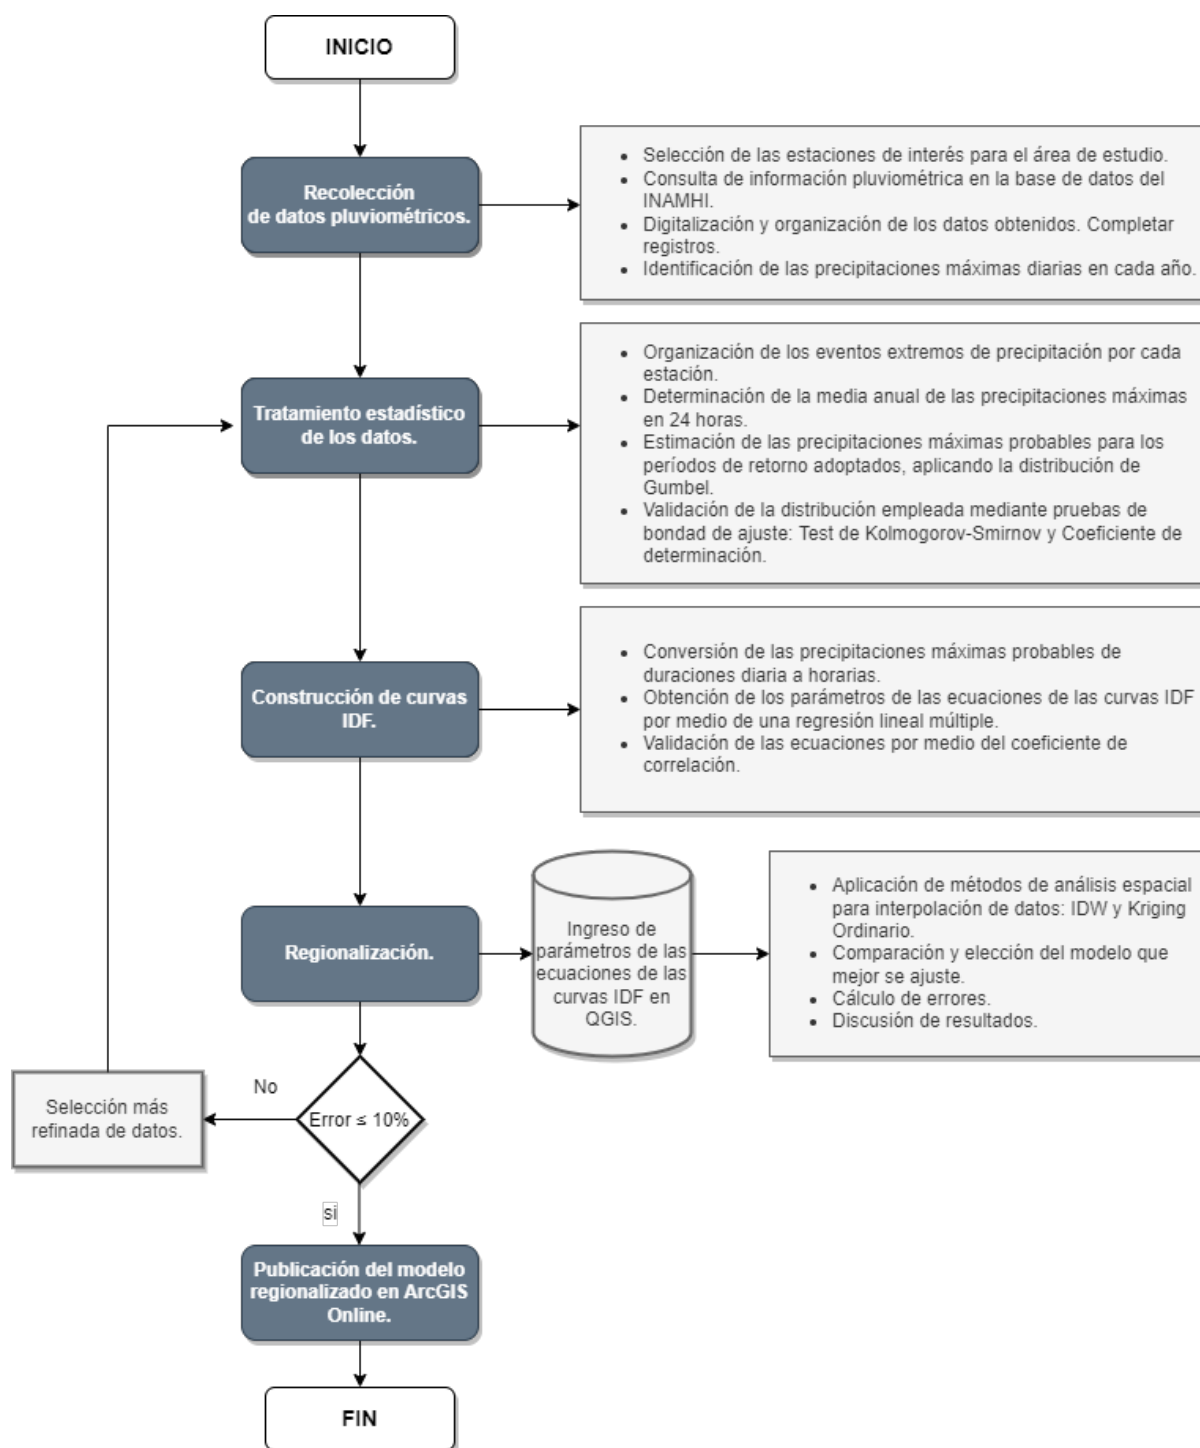 INICIO
Recolección
de datos pluviométricos.
• Selección de las estaciones de interés para el área de estudio.
• Consulta de información pluviométrica en la base de datos del
INAMHI.
• Digitalización y organización de los datos obtenidos. Completar
registros.
• Identificación de las precipitaciones máximas diarias en cada año.
Tratamiento estadístico
de los datos.
• Organización de los eventos extremos de precipitación por cada
estación.
• Determinación de la media anual de las precipitaciones máximas
en 24 horas.
• Estimación de las precipitaciones máximas probables para los
períodos de retorno adoptados, aplicando la distribución de
Gumbel.
• Validación de la distribución empleada mediante pruebas de
bondad de ajuste: Test de Kolmogorov-Smirnov y Coeficiente de
determinación.
Construcción de curvas
IDF.
• Conversión de las precipitaciones máximas probables de
duraciones diaria a horarias.
• Obtención de los parámetros de las ecuaciones de las curvas IDF
por medio de una regresión lineal múltiple.
• Validación de las ecuaciones por medio del coeficiente de
correlación.
Regionalización.
Ingreso de
parámetros de las
ecuaciones de las
curvas IDF en
QGIS.
• Aplicación de métodos de análisis espacial
para interpolación de datos: IDW y Kriging
Ordinario.
• Comparación y elección del modelo que
mejor se ajuste.
• Cálculo de errores.
• Discusión de resultados.
Error ≤ 10%
No
Selección más
refinada de datos.
si
Publicación del modelo
regionalizado en ArcGIS
Online.
FIN